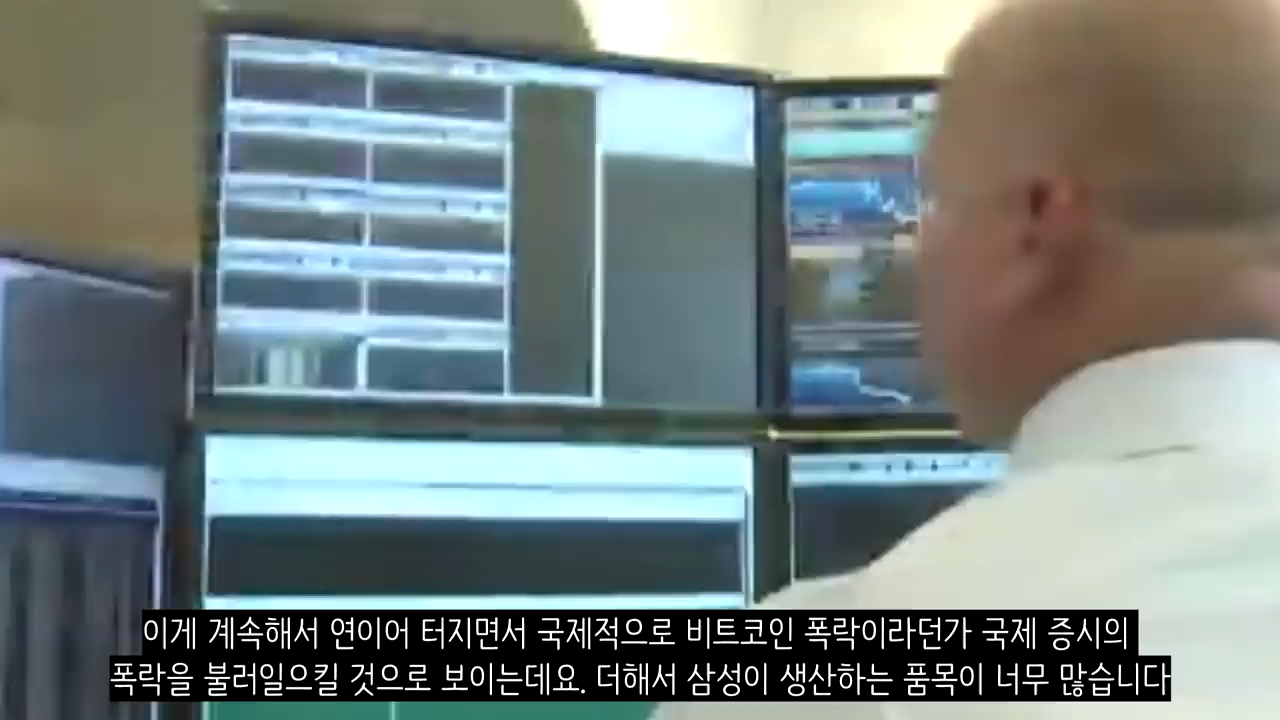 이게 계속해서 연이어 터지면서 국제적으로 비트코인 폭락이라던가 국제 증시의
폭락을 불러일으킬 것으로 보이는데요. 더해서 삼성이 생산하는 품목이 너무 많습니다